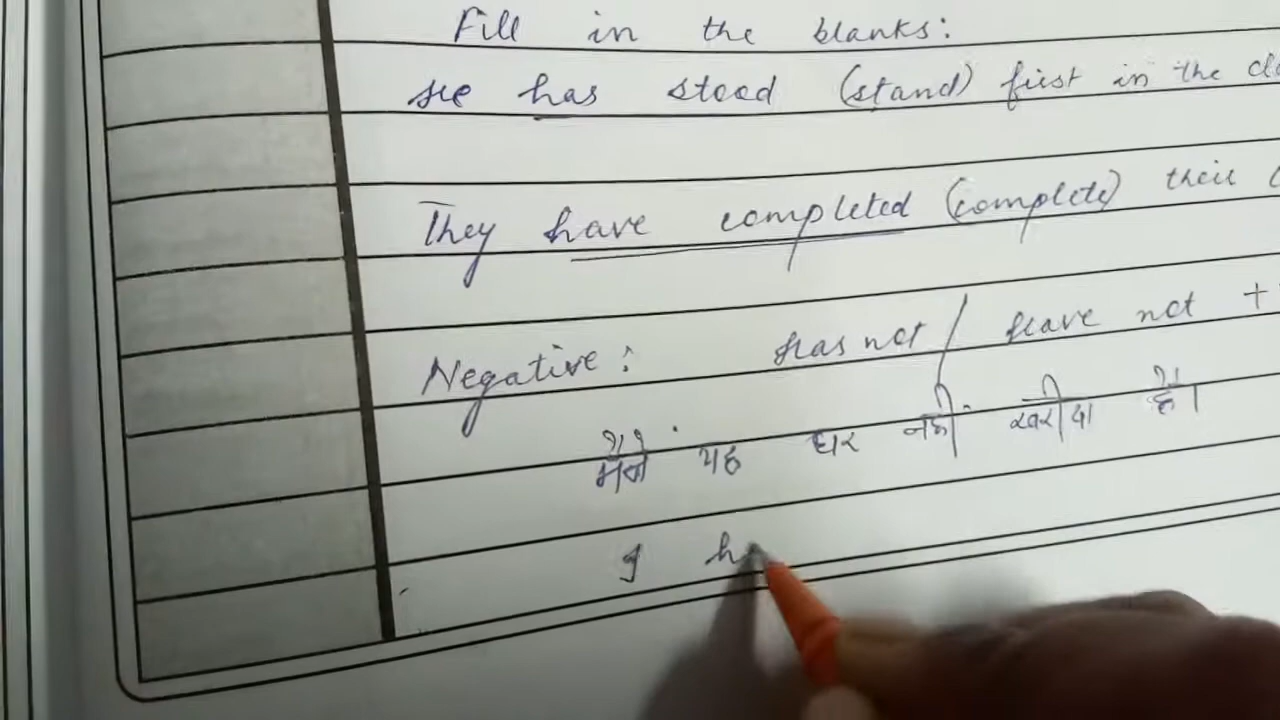 Fill in the blanks:
He has stood (stand) first in the
They have completed (complete) their
Negative: has not / have not +
मैंने यह घर नहीं खरीदा है।
I